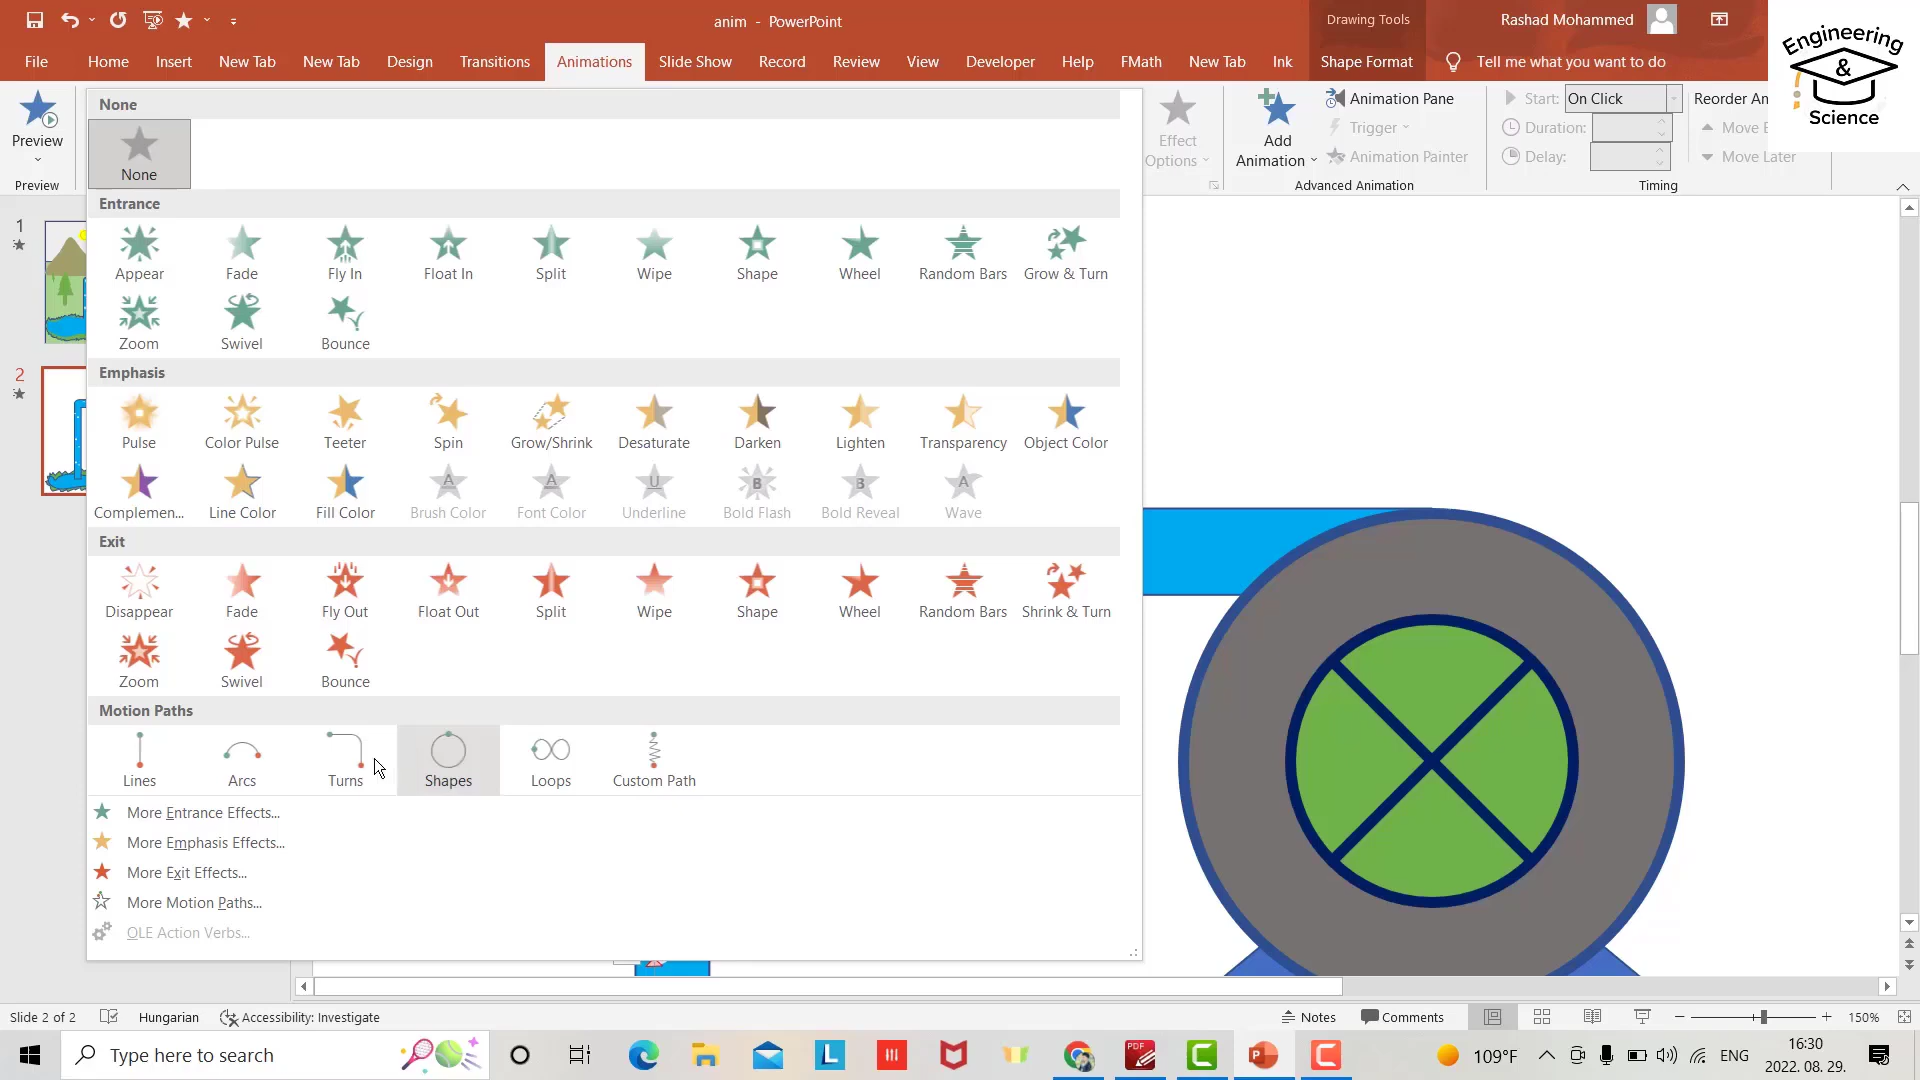 anim - PowerPoint
Drawing Tools
Rashad Mohammed
File Home Insert New Tab New Tab Design Transitions Animations Slide Show Record Review View Developer Help FMath New Tab Ink Shape Format Tell me what you want to do
Engineering
&
Science
Preview
Preview
None
None
Entrance
Appear Fade Fly In Float In Split Wipe Shape Wheel Random Bars Grow & Turn
Zoom Swivel Bounce
Emphasis
Pulse Color Pulse Teeter Spin Grow/Shrink Desaturate Darken Lighten Transparency Object Color
Complemen... Line Color Fill Color Brush Color Font Color Underline Bold Flash Bold Reveal Wave
Exit
Disappear Fade Fly Out Float Out Split Wipe Shape Wheel Random Bars Shrink & Turn
Zoom Swivel Bounce
Motion Paths
Lines Arcs Turns Shapes Loops Custom Path
More Entrance Effects...
More Emphasis Effects...
More Exit Effects...
More Motion Paths...
OLE Action Verbs...
Effect
Options
Add
Animation
Animation Pane
Trigger
Animation Painter
Advanced Animation
Start: On Click
Duration:
Delay:
Reorder An
Move E
Move Later
Timing
1
2
Slide 2 of 2 Hungarian Accessibility: Investigate Notes Comments 150%
Type here to search
109°F ENG
16:30
2022. 08. 29.